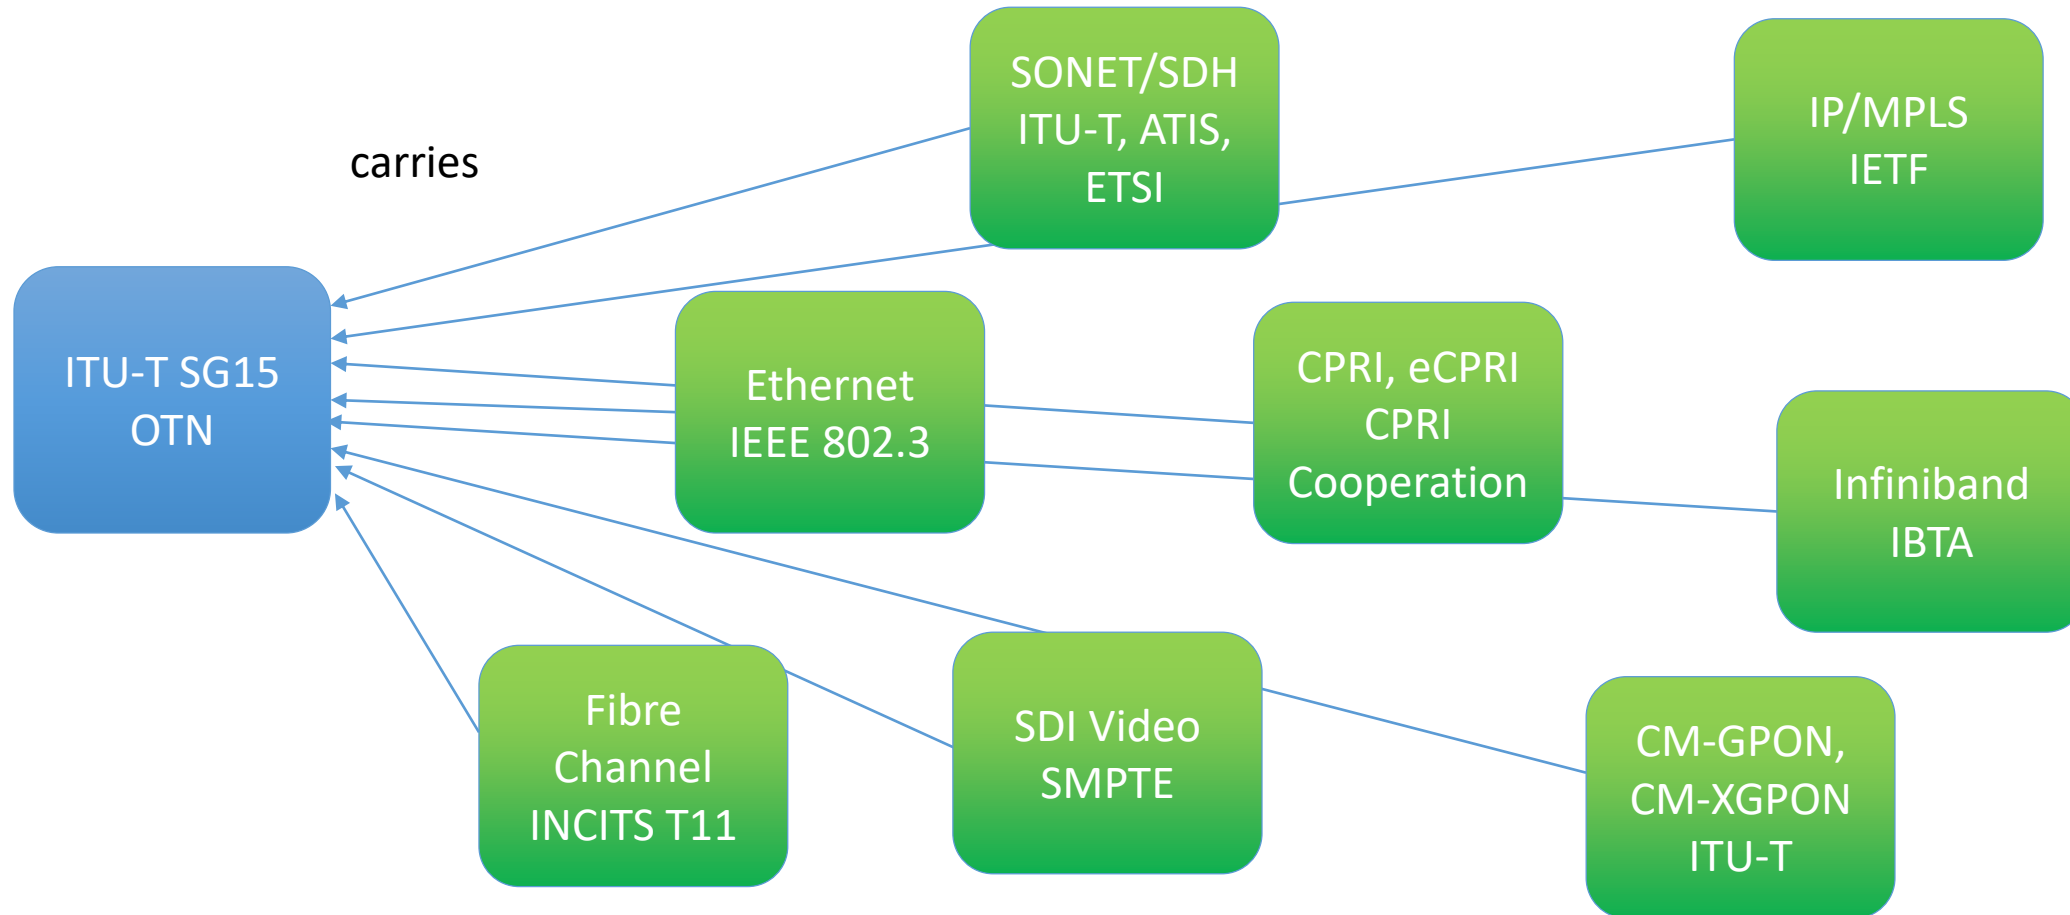 carries
SONET/SDH
ITU-T, ATIS,
ETSI
IP/MPLS
IETF
ITU-T SG15
OTN
Ethernet
IEEE 802.3
CPRI, eCPRI
CPRI
Cooperation
Infiniband
IBTA
Fibre
Channel
INCITS T11
SDI Video
SMPTE
CM-GPON,
CM-XGPON
ITU-T